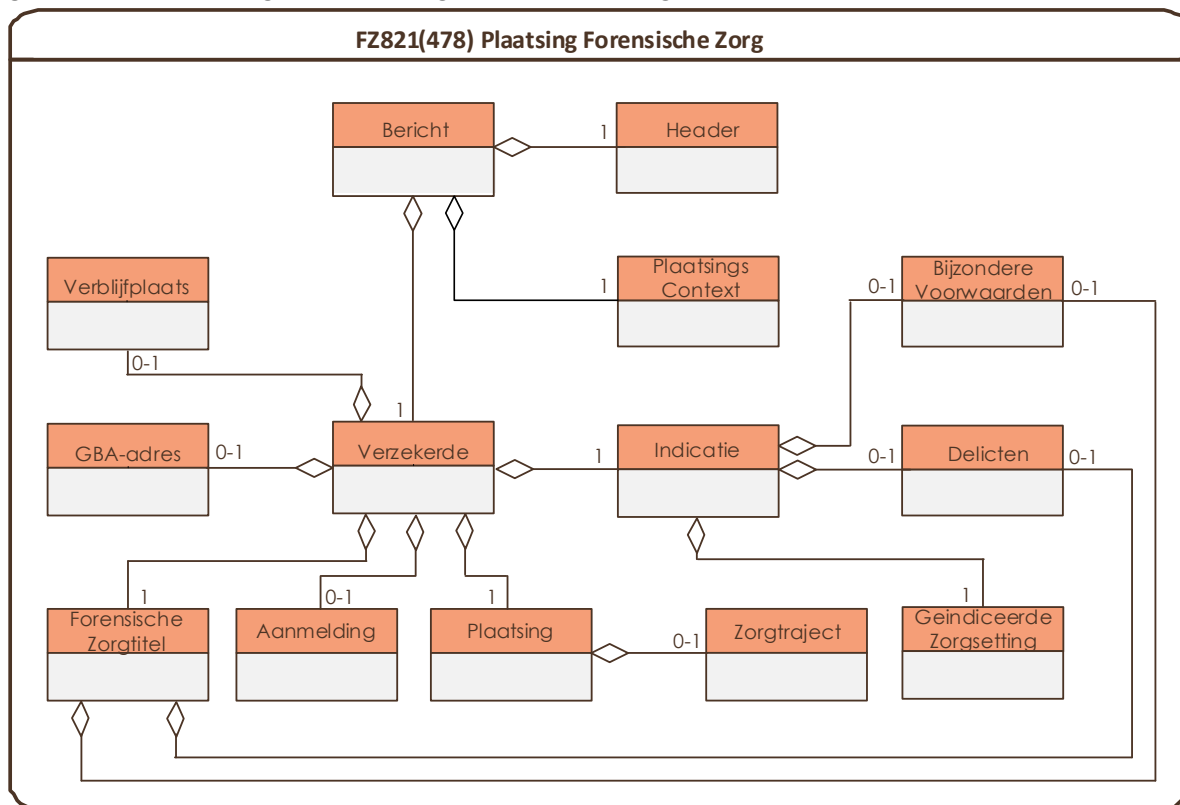 FZ821(478) Plaatsing Forensische Zorg
Bericht
1
Header
Verblijfplaats
0-1
1
Plaatsings
Context
1
Bijzondere
Voorwaarden
0-1
0-1
GBA-adres
0-1
Verzekerde
1
Indicatie
0-1
Delicten
0-1
1
Forensische
Zorgtitel
0-1
Aanmelding
1
Plaatsing
0-1
Zorgtraject
1
Geindiceerde
Zorgsetting